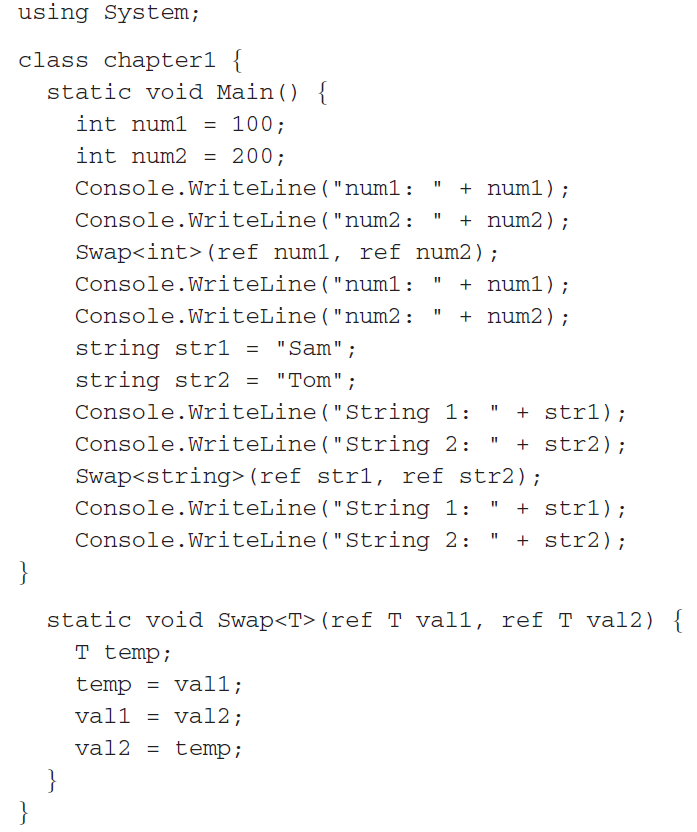 using System;
class chapter1 {
  static void Main() {
    int num1 = 100;
    int num2 = 200;
    Console.WriteLine("num1: " + num1);
    Console.WriteLine("num2: " + num2);
    Swap<int>(ref num1, ref num2);
    Console.WriteLine("num1: " + num1);
    Console.WriteLine("num2: " + num2);
    string str1 = "Sam";
    string str2 = "Tom";
    Console.WriteLine("String 1: " + str1);
    Console.WriteLine("String 2: " + str2);
    Swap<string>(ref str1, ref str2);
    Console.WriteLine("String 1: " + str1);
    Console.WriteLine("String 2: " + str2);
}
  static void Swap<T>(ref T val1, ref T val2) {
    T temp;
    temp = val1;
    val1 = val2;
    val2 = temp;
  }
}